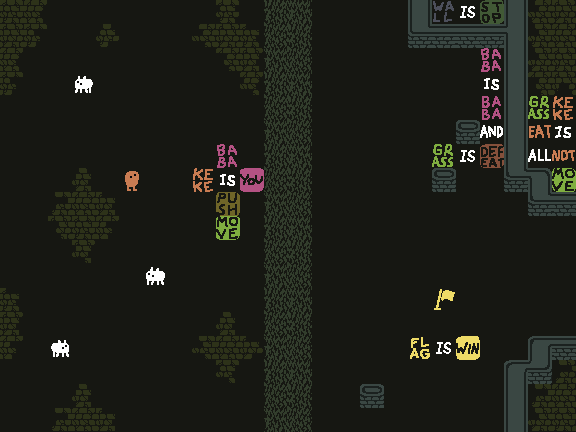 WALL IS STOP
BABA
IS
BABA GRASS KEKE
AND EAT IS
BABA GRASS IS DEFEAT ALL NOT
KEKE IS YOU MOVE
PUSH
MOVE
FLAG IS WIN